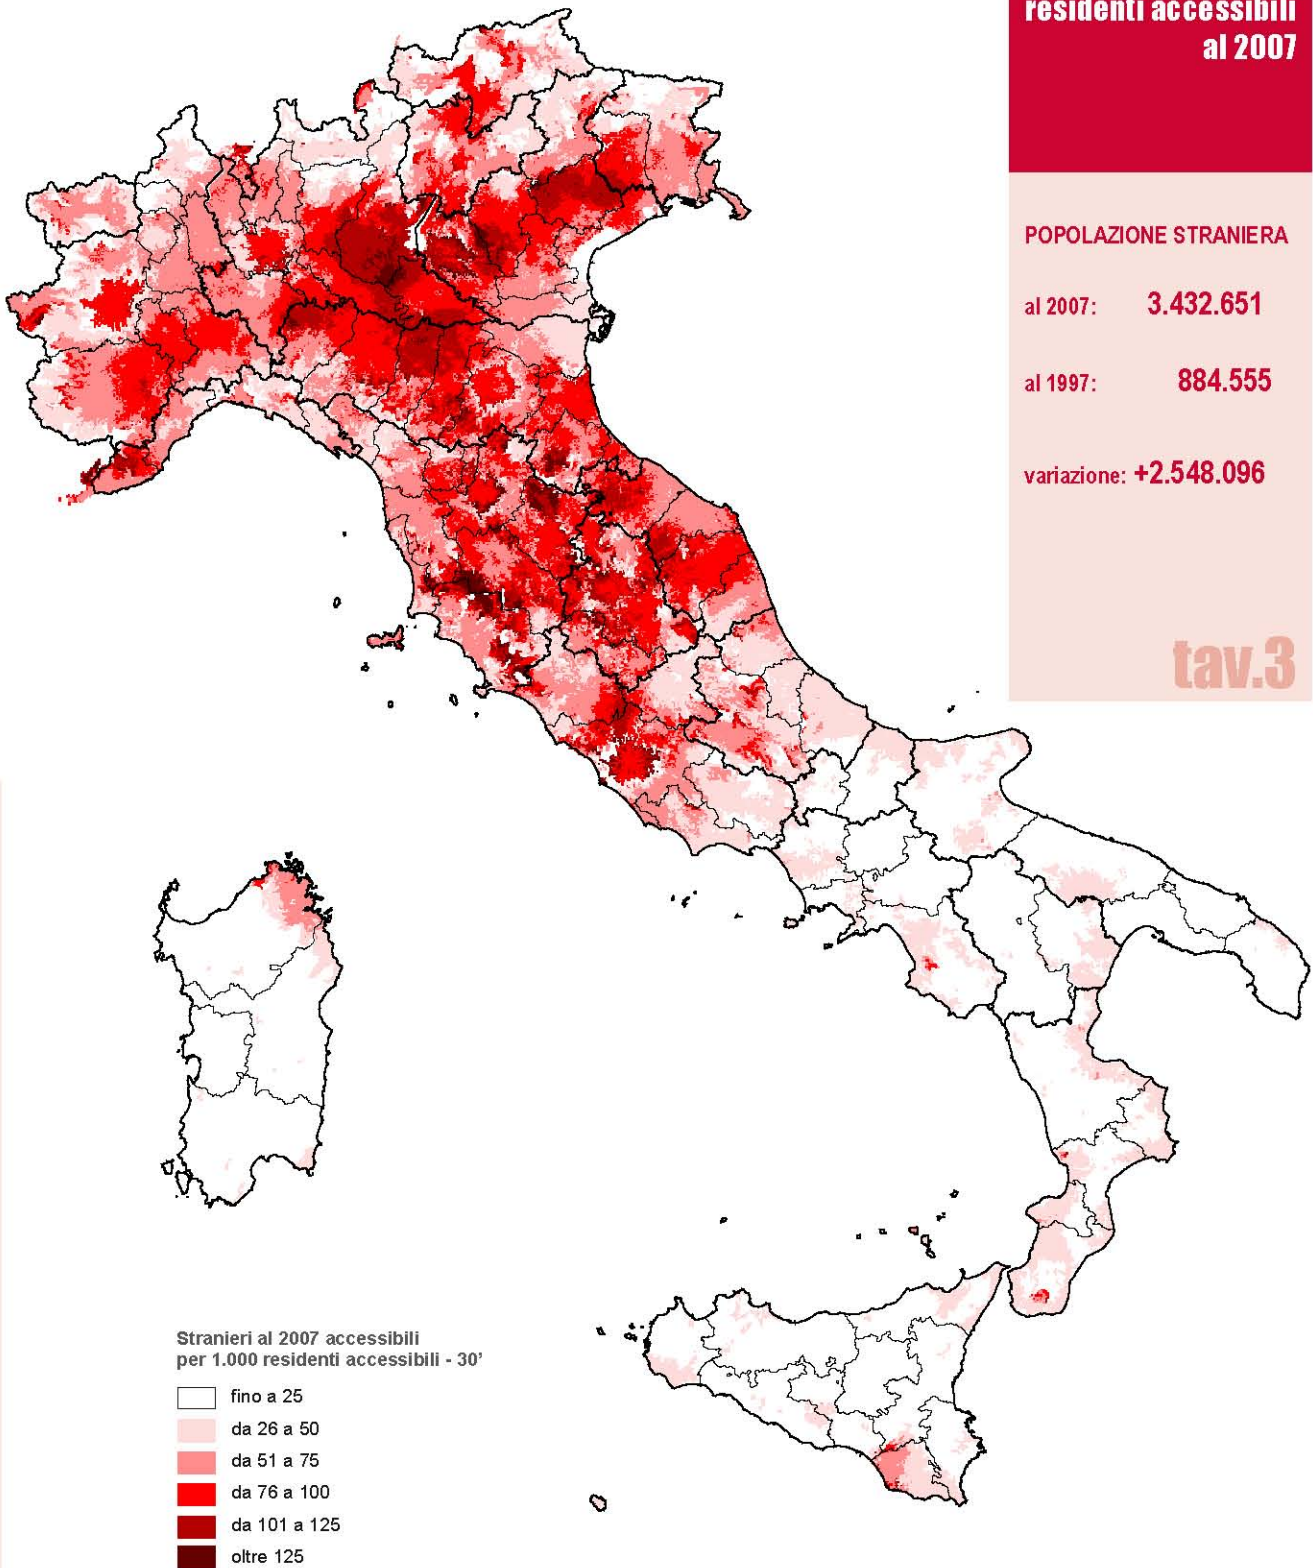 residenti accessibili
al 2007
POPOLAZIONE STRANIERA
al 2007: 3.432.651
al 1997: 884.555
variazione: +2.548.096
tav.3
Stranieri al 2007 accessibili
per 1.000 residenti accessibili - 30'
fino a 25
da 26 a 50
da 51 a 75
da 76 a 100
da 101 a 125
oltre 125